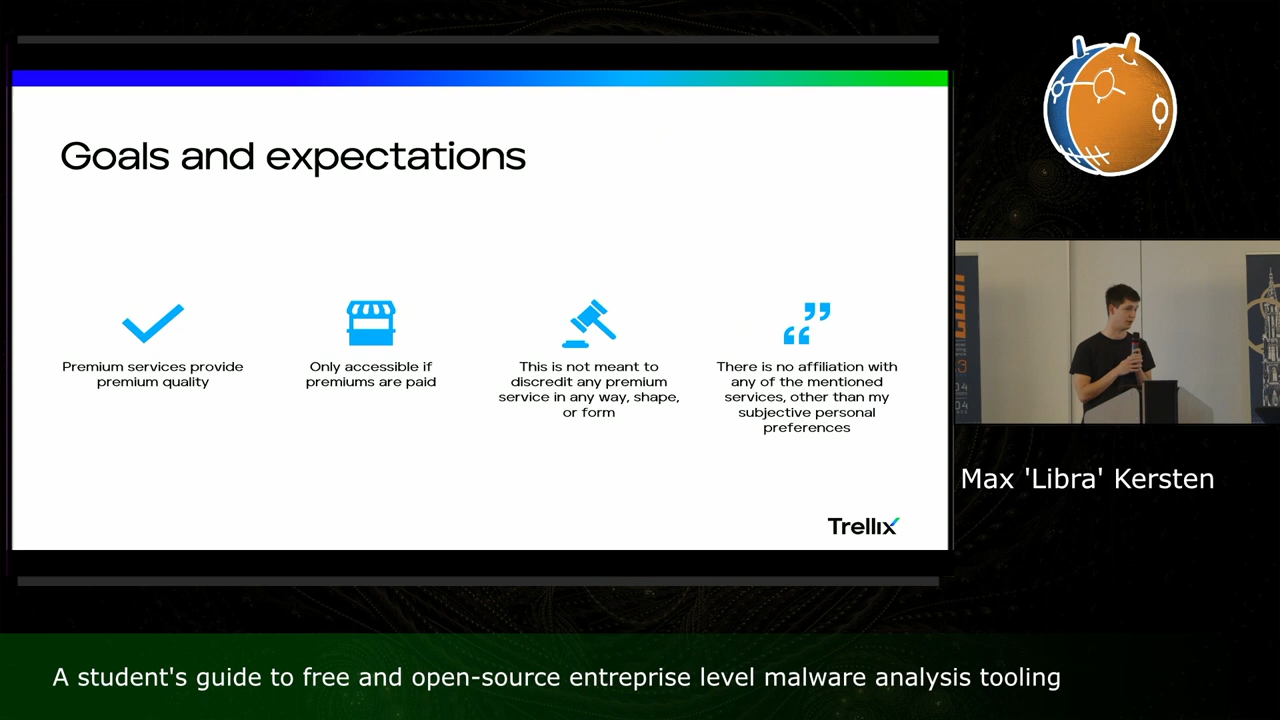 Goals and expectations
Premium services provide
premium quality
Only accessible if
premiums are paid
This is not meant to
discredit any premium
service in any way, shape,
or form
There is no affiliation with
any of the mentioned
services, other than my
subjective personal
preferences
Trellix
Max 'Libra' Kersten
A student's guide to free and open-source entreprise level malware analysis tooling